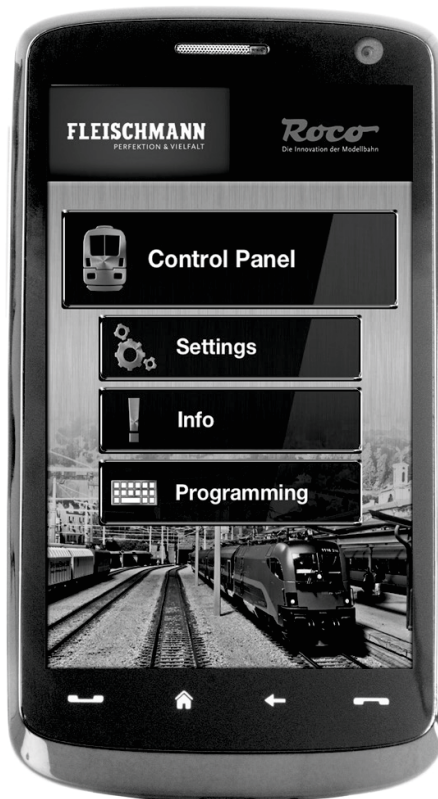 FLEISCHMANN
PERFEKTION & VIELFALT
Roco
Die Innovation der Modellbahn
Control Panel
Settings
Info
Programming